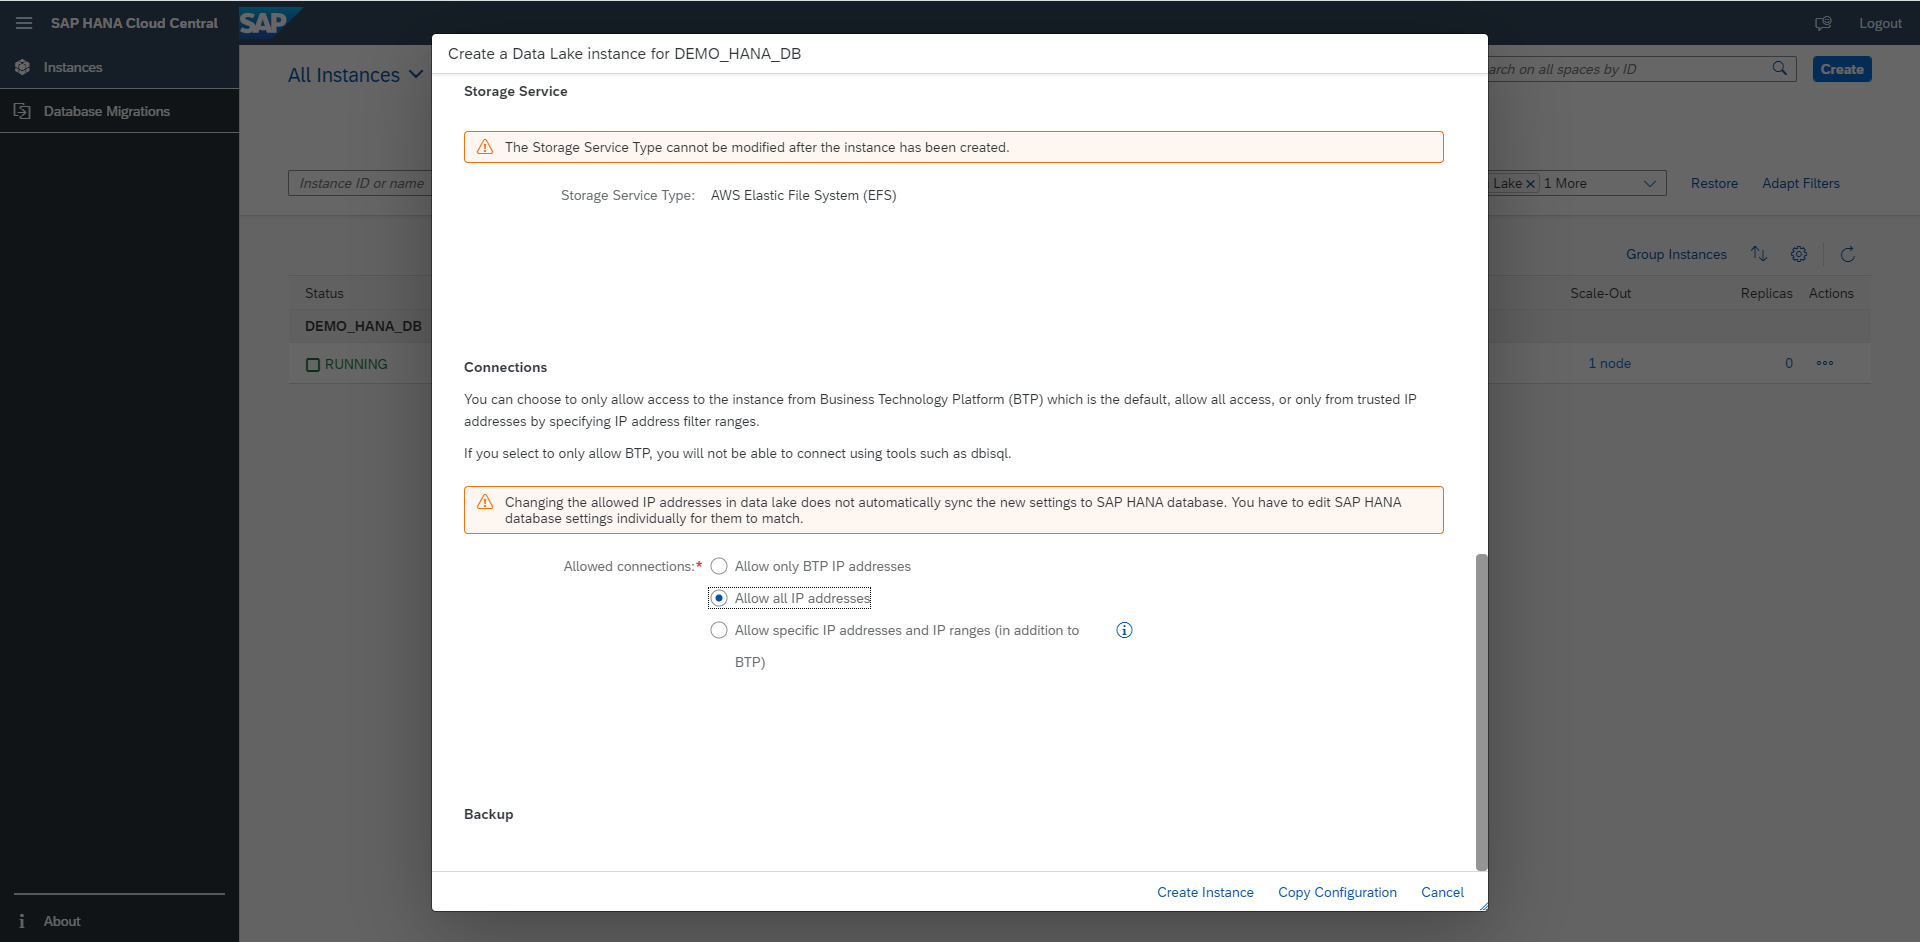 SAP HANA Cloud Central
SAP
Logout
Instances
Database Migrations
All Instances
arch on all spaces by ID
Create
Instance ID or name
Lake
1 More
Restore
Adapt Filters
Group Instances
Status
Scale-Out
Replicas
Actions
DEMO_HANA_DB
RUNNING
1 node
0
Create a Data Lake instance for DEMO_HANA_DB
Storage Service
The Storage Service Type cannot be modified after the instance has been created.
Storage Service Type: AWS Elastic File System (EFS)
Connections
You can choose to only allow access to the instance from Business Technology Platform (BTP) which is the default, allow all access, or only from trusted IP
addresses by specifying IP address filter ranges.
If you select to only allow BTP, you will not be able to connect using tools such as dbisql.
Changing the allowed IP addresses in data lake does not automatically sync the new settings to SAP HANA database. You have to edit SAP HANA
database settings individually for them to match.
Allowed connections:* Allow only BTP IP addresses
Allow all IP addresses
Allow specific IP addresses and IP ranges (in addition to
BTP)
Backup
Create Instance
Copy Configuration
Cancel
About